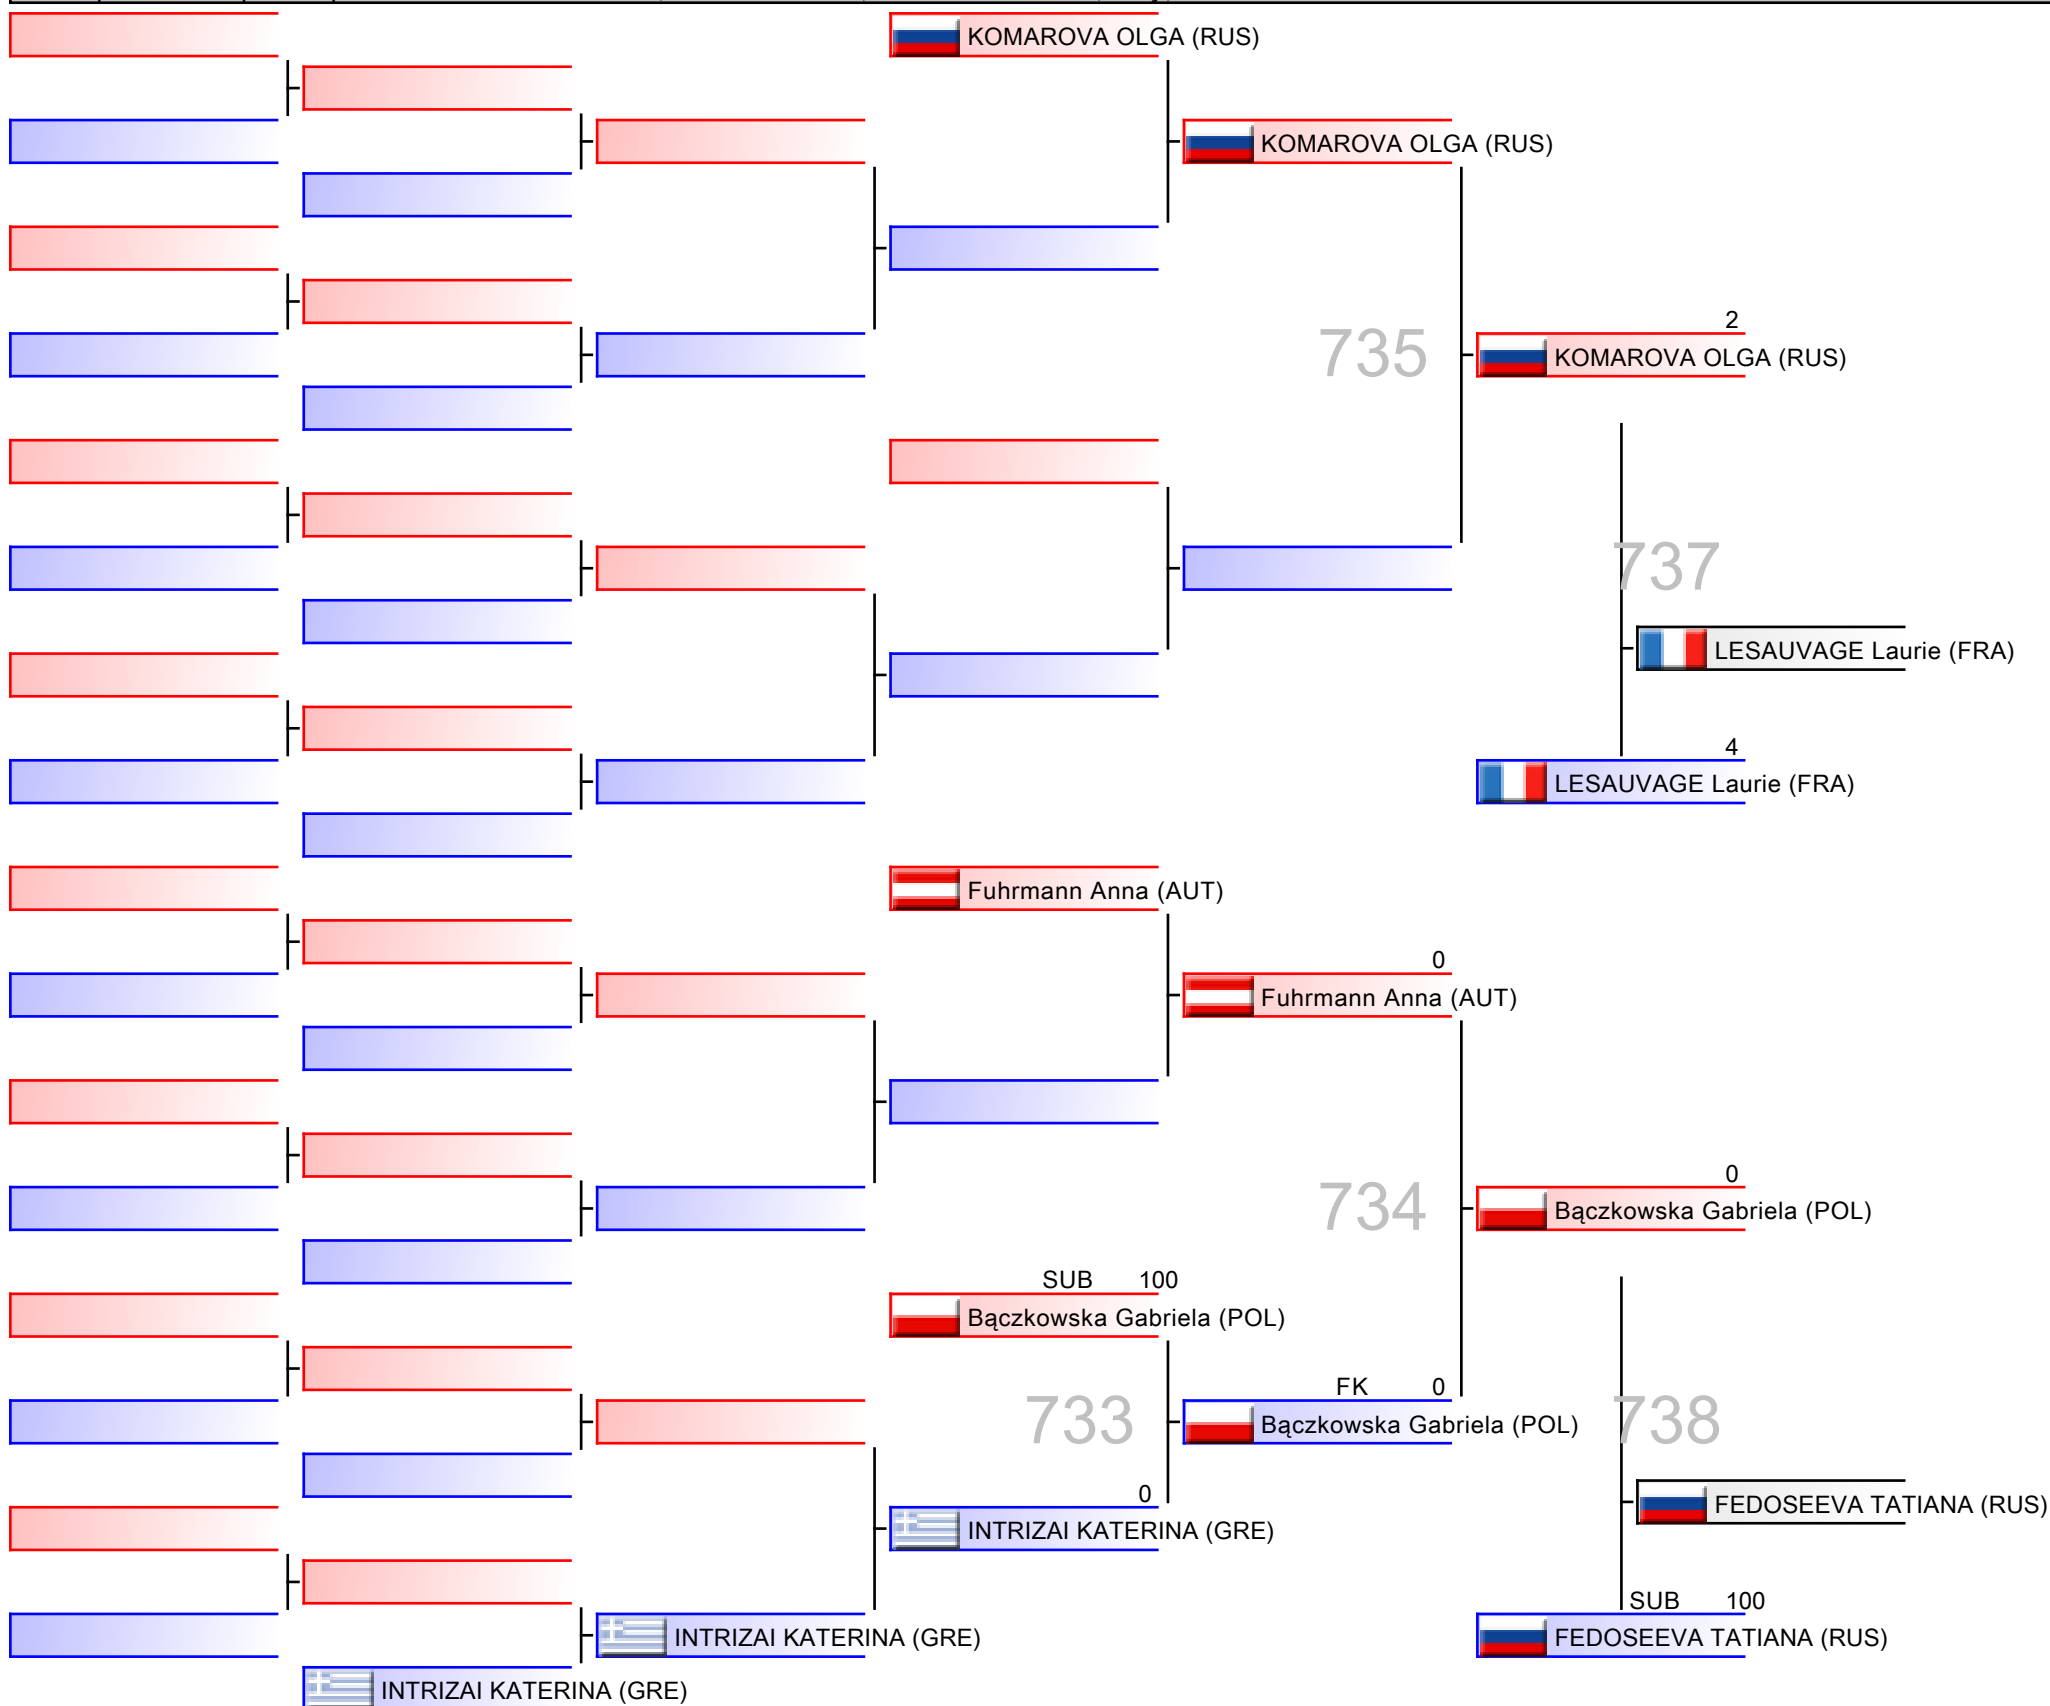 KOMAROVA OLGA (RUS)
KOMAROVA OLGA (RUS)
2
735
KOMAROVA OLGA (RUS)
737
LESAUVAGE Laurie (FRA)
4
LESAUVAGE Laurie (FRA)
Fuhrmann Anna (AUT)
0
Fuhrmann Anna (AUT)
0
734
Bączkowska Gabriela (POL)
SUB 100
Bączkowska Gabriela (POL)
FK 0
733
Bączkowska Gabriela (POL)
738
0
INTRIZAI KATERINA (GRE)
FEDOSEEVA TATIANA (RUS)
SUB 100
INTRIZAI KATERINA (GRE)
FEDOSEEVA TATIANA (RUS)
INTRIZAI KATERINA (GRE)